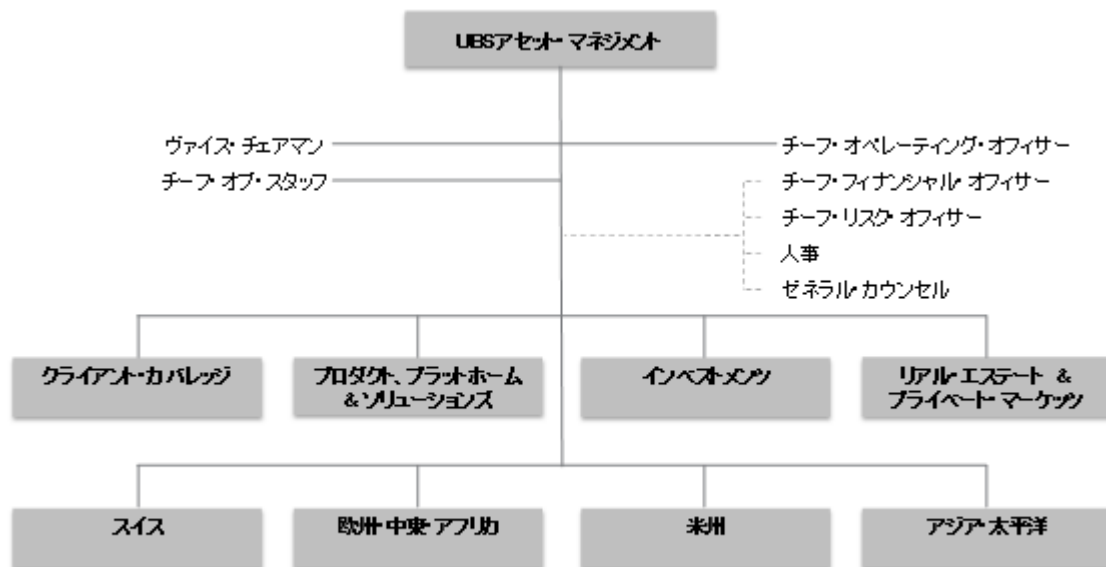 UBSアセット・マネジメント
ヴァイス・チェアマン
チーフ・オペレーティング・オフィサー
チーフ・オブ・スタッフ
チーフ・フィナンシャル・オフィサー
チーフ・リスク・オフィサー
人事
ゼネラル・カウンセル
クライアント・カバレッジ
プロダクト、プラットホーム
&ソリューションズ
インベストメンツ
リアル・エステート &
プライベート・マーケッツ
スイス
欧州・中東・アフリカ
米州
アジア・太平洋